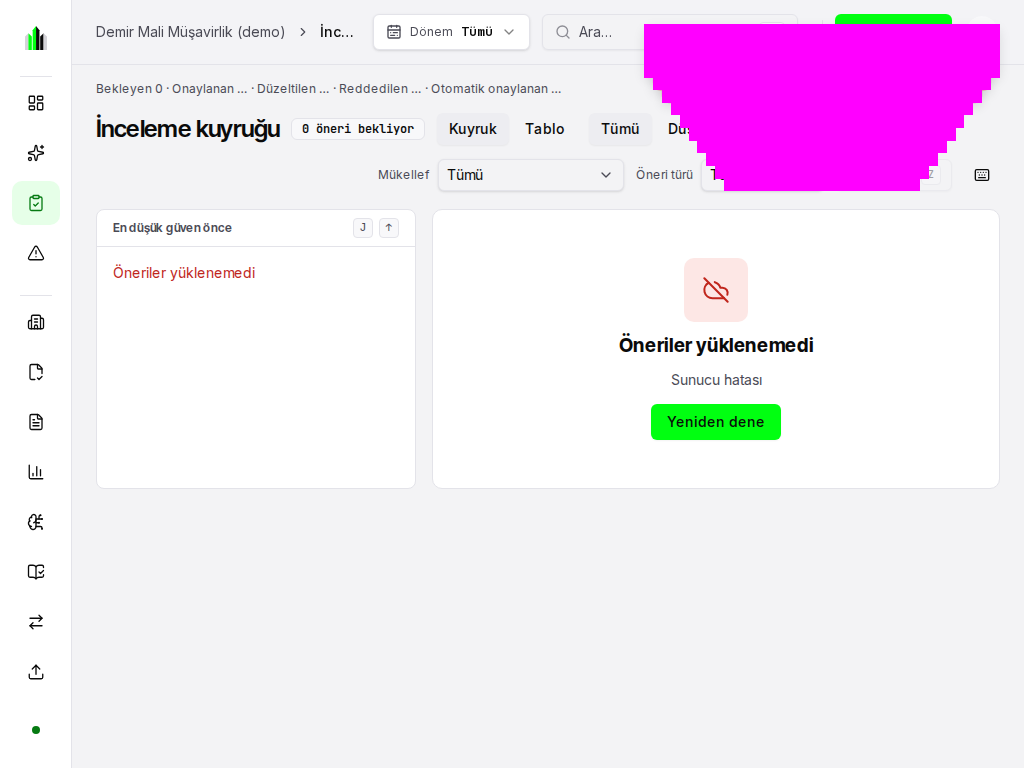 Demir Mali Müşavirlik (demo) > İnc...
Dönem Tümü
Ara...
Bekleyen 0 · Onaylanan ... · Düzeltilen ... · Reddedilen ... · Otomatik onaylanan ...
İnceleme kuyruğu
0 öneri bekliyor
Kuyruk Tablo Tümü
Mükellef Tümü Öneri türü
En düşük güven önce J ↑
Öneriler yüklenemedi
Öneriler yüklenemedi
Sunucu hatası
Yeniden dene